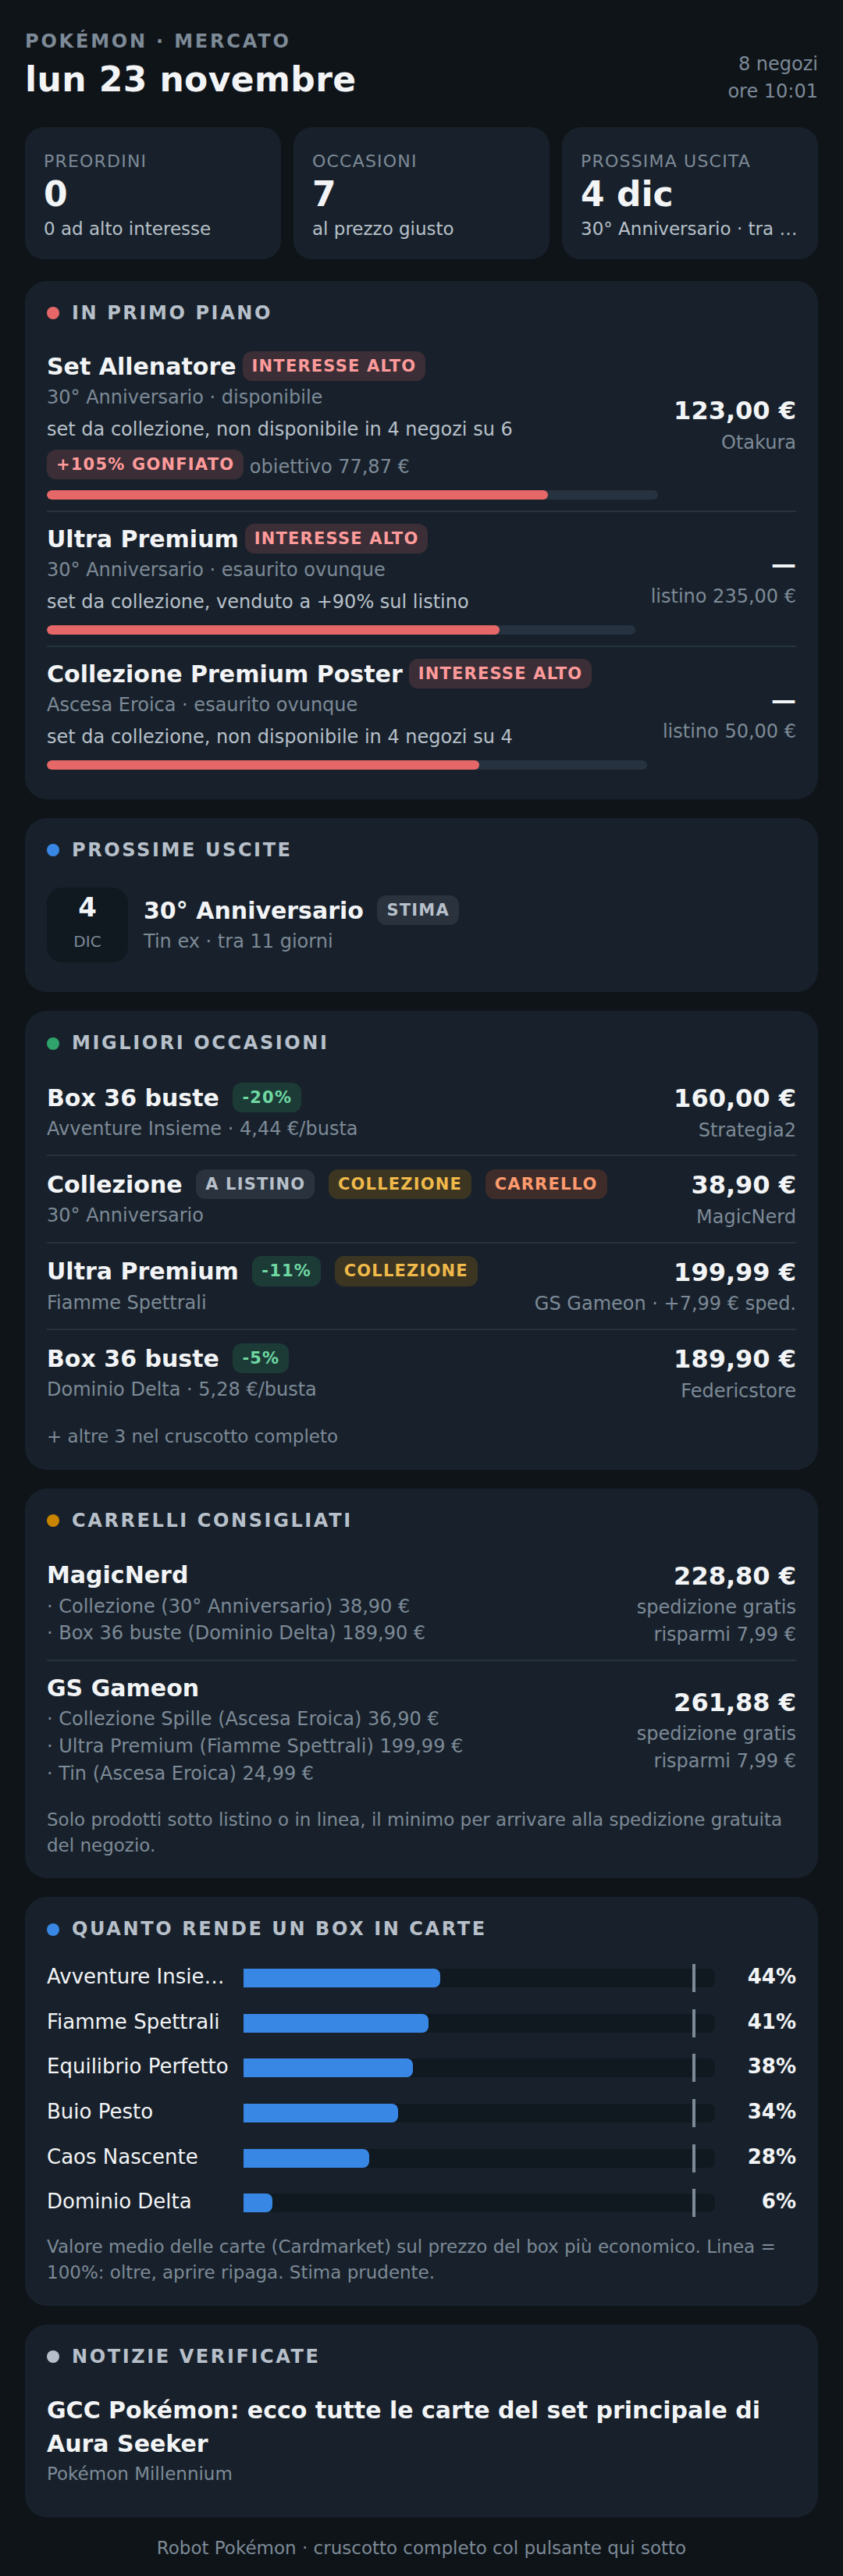 POKÉMON · MERCATO
lun 23 novembre
8 negozi
ore 10:01
PREORDINI
0
0 ad alto interesse
OCCASIONI
7
al prezzo giusto
PROSSIMA USCITA
4 dic
30° Anniversario · tra …
IN PRIMO PIANO
Set Allenatore INTERESSE ALTO
30° Anniversario · disponibile
set da collezione, non disponibile in 4 negozi su 6
+105% GONFIATO obiettivo 77,87 €
123,00 €
Otakura
Ultra Premium INTERESSE ALTO
30° Anniversario · esaurito ovunque
set da collezione, venduto a +90% sul listino
—
listino 235,00 €
Collezione Premium Poster INTERESSE ALTO
Ascesa Eroica · esaurito ovunque
set da collezione, non disponibile in 4 negozi su 4
—
listino 50,00 €
PROSSIME USCITE
4
DIC
30° Anniversario STIMA
Tin ex · tra 11 giorni
MIGLIORI OCCASIONI
Box 36 buste -20%
Avventure Insieme · 4,44 €/busta
160,00 €
Strategia2
Collezione A LISTINO COLLEZIONE CARRELLO
30° Anniversario
38,90 €
MagicNerd
Ultra Premium -11% COLLEZIONE
Fiamme Spettrali
199,99 €
GS Gameon · +7,99 € sped.
Box 36 buste -5%
Dominio Delta · 5,28 €/busta
189,90 €
Federicstore
+ altre 3 nel cruscotto completo
CARRELLI CONSIGLIATI
MagicNerd
· Collezione (30° Anniversario) 38,90 €
· Box 36 buste (Dominio Delta) 189,90 €
228,80 €
spedizione gratis
risparmi 7,99 €
GS Gameon
· Collezione Spille (Ascesa Eroica) 36,90 €
· Ultra Premium (Fiamme Spettrali) 199,99 €
· Tin (Ascesa Eroica) 24,99 €
261,88 €
spedizione gratis
risparmi 7,99 €
Solo prodotti sotto listino o in linea, il minimo per arrivare alla spedizione gratuita
del negozio.
QUANTO RENDE UN BOX IN CARTE
Avventure Insie… 44%
Fiamme Spettrali 41%
Equilibrio Perfetto 38%
Buio Pesto 34%
Caos Nascente 28%
Dominio Delta 6%
Valore medio delle carte (Cardmarket) sul prezzo del box più economico. Linea =
100%: oltre, aprire ripaga. Stima prudente.
NOTIZIE VERIFICATE
GCC Pokémon: ecco tutte le carte del set principale di
Aura Seeker
Pokémon Millennium
Robot Pokémon · cruscotto completo col pulsante qui sotto